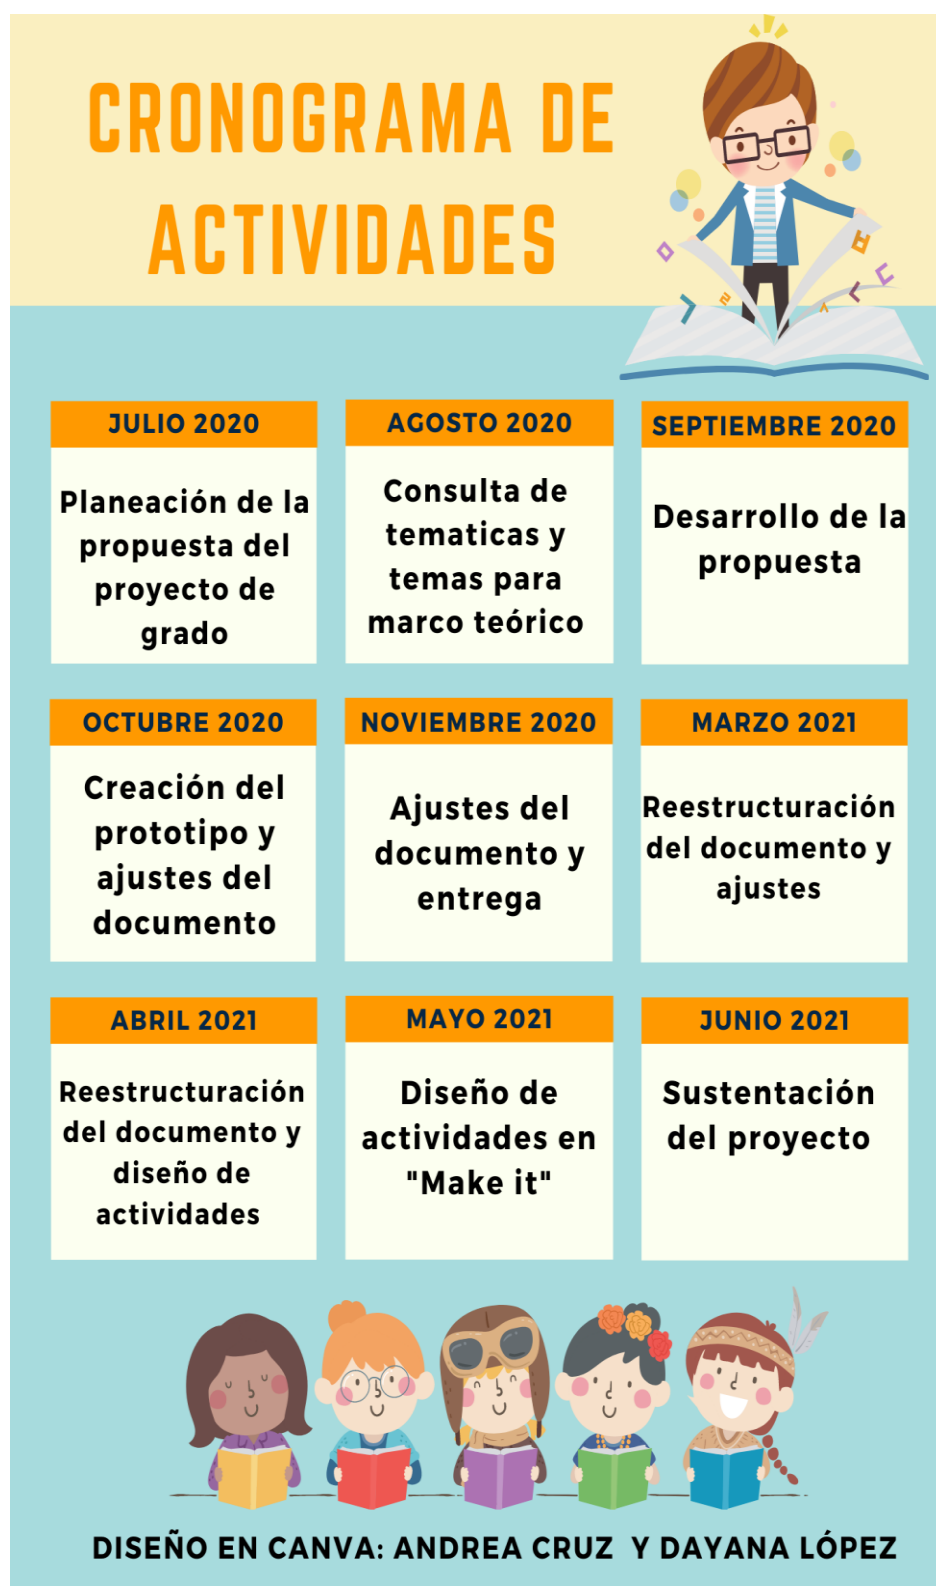 CRONOGRAMA DE
ACTIVIDADES
JULIO 2020
Planeación de la
propuesta del
proyecto de
grado
AGOSTO 2020
Consulta de
tematicas y
temas para
marco teórico
SEPTIEMBRE 2020
Desarrollo de la
propuesta
OCTUBRE 2020
Creación del
prototipo y
ajustes del
documento
NOVIEMBRE 2020
Ajustes del
documento y
entrega
MARZO 2021
Reestructuración
del documento y
ajustes
ABRIL 2021
Reestructuración
del documento y
diseño de
actividades
MAYO 2021
Diseño de
actividades en
"Make it"
JUNIO 2021
Sustentación
del proyecto
DISEÑO EN CANVA: ANDREA CRUZ Y DAYANA LÓPEZ